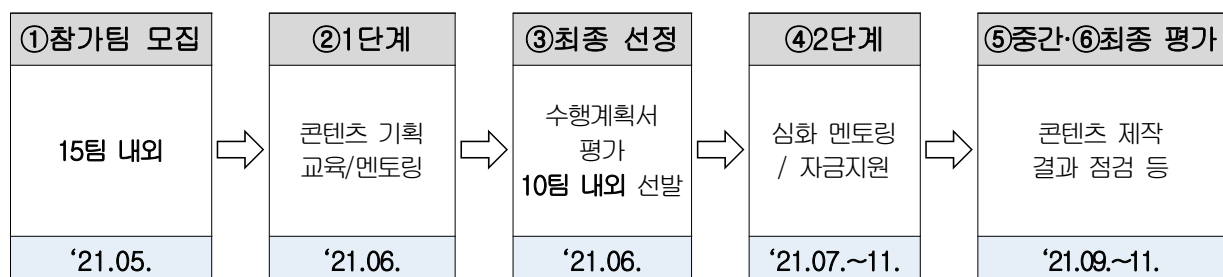 ①참가팀 모집
15팀 내외
‘21.05.
②1단계
콘텐츠 기획
교육/멘토링
‘21.06.
③최종 선정
수행계획서
평가
10팀 내외 선발
‘21.06.
④2단계
심화 멘토링
/ 자금지원
‘21.07.~11.
⑤중간·⑥최종 평가
콘텐츠 제작
결과 점검 등
‘21.09.~11.